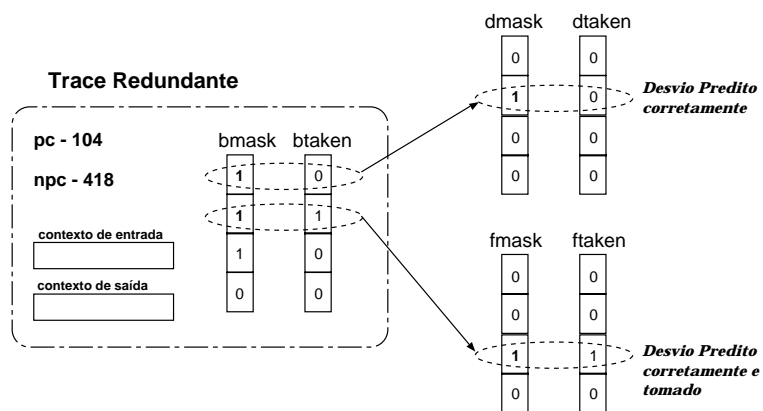 dmask dtaken
0 0
1 0
0 0
0 0
Desvio Predito
corretamente
Trace Redundante
pc - 104
npc - 418
bmask btaken
1 0
1 1
1 0
0 0
contexto de entrada
contexto de saída
fmask ftaken
0 0
0 0
1 1
0 0
Desvio Predito
corretamente e
tomado